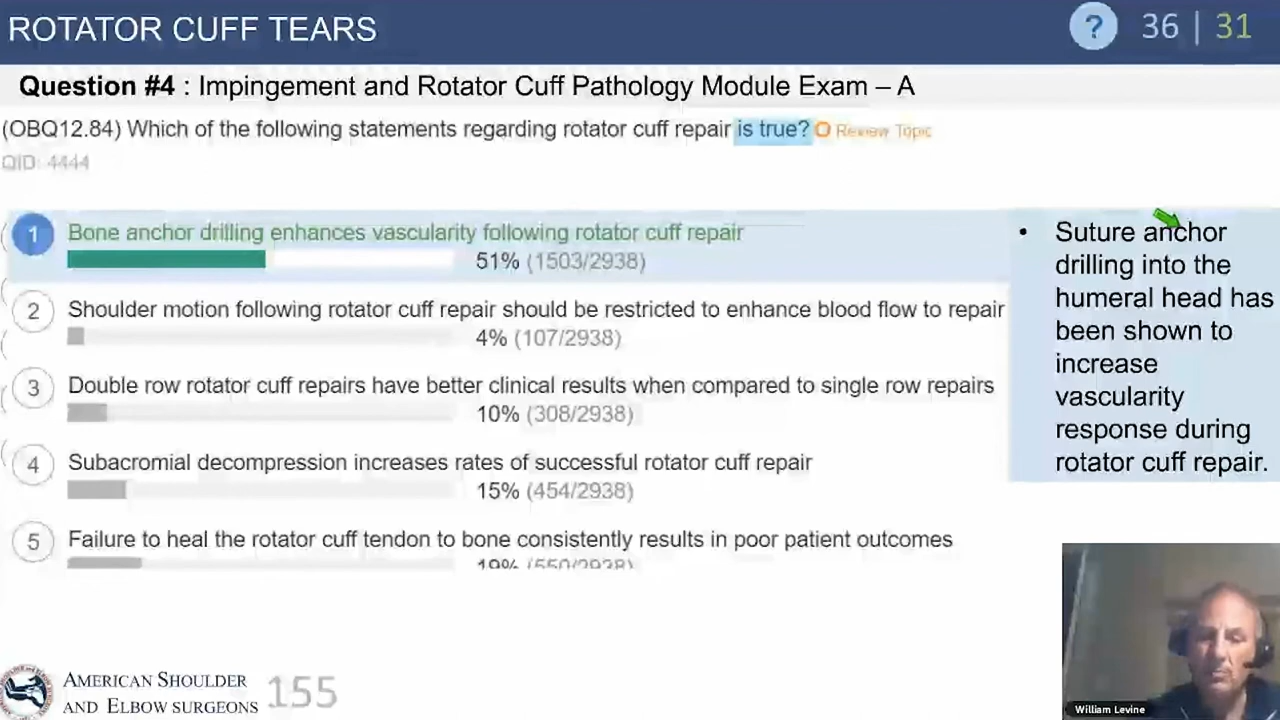 ROTATOR CUFF TEARS
? 36 | 31
Question #4 : Impingement and Rotator Cuff Pathology Module Exam – A
(OBQ12.84) Which of the following statements regarding rotator cuff repair is true? Review Topic
QID: 4444
1 Bone anchor drilling enhances vascularity following rotator cuff repair
51% (1503/2938)
2 Shoulder motion following rotator cuff repair should be restricted to enhance blood flow to repair
4% (107/2938)
3 Double row rotator cuff repairs have better clinical results when compared to single row repairs
10% (308/2938)
4 Subacromial decompression increases rates of successful rotator cuff repair
15% (454/2938)
5 Failure to heal the rotator cuff tendon to bone consistently results in poor patient outcomes
19% (550/2938)
• Suture anchor
drilling into the
humeral head has
been shown to
increase
vascularity
response during
rotator cuff repair.
AMERICAN SHOULDER
AND ELBOW SURGEONS
155
William Levine